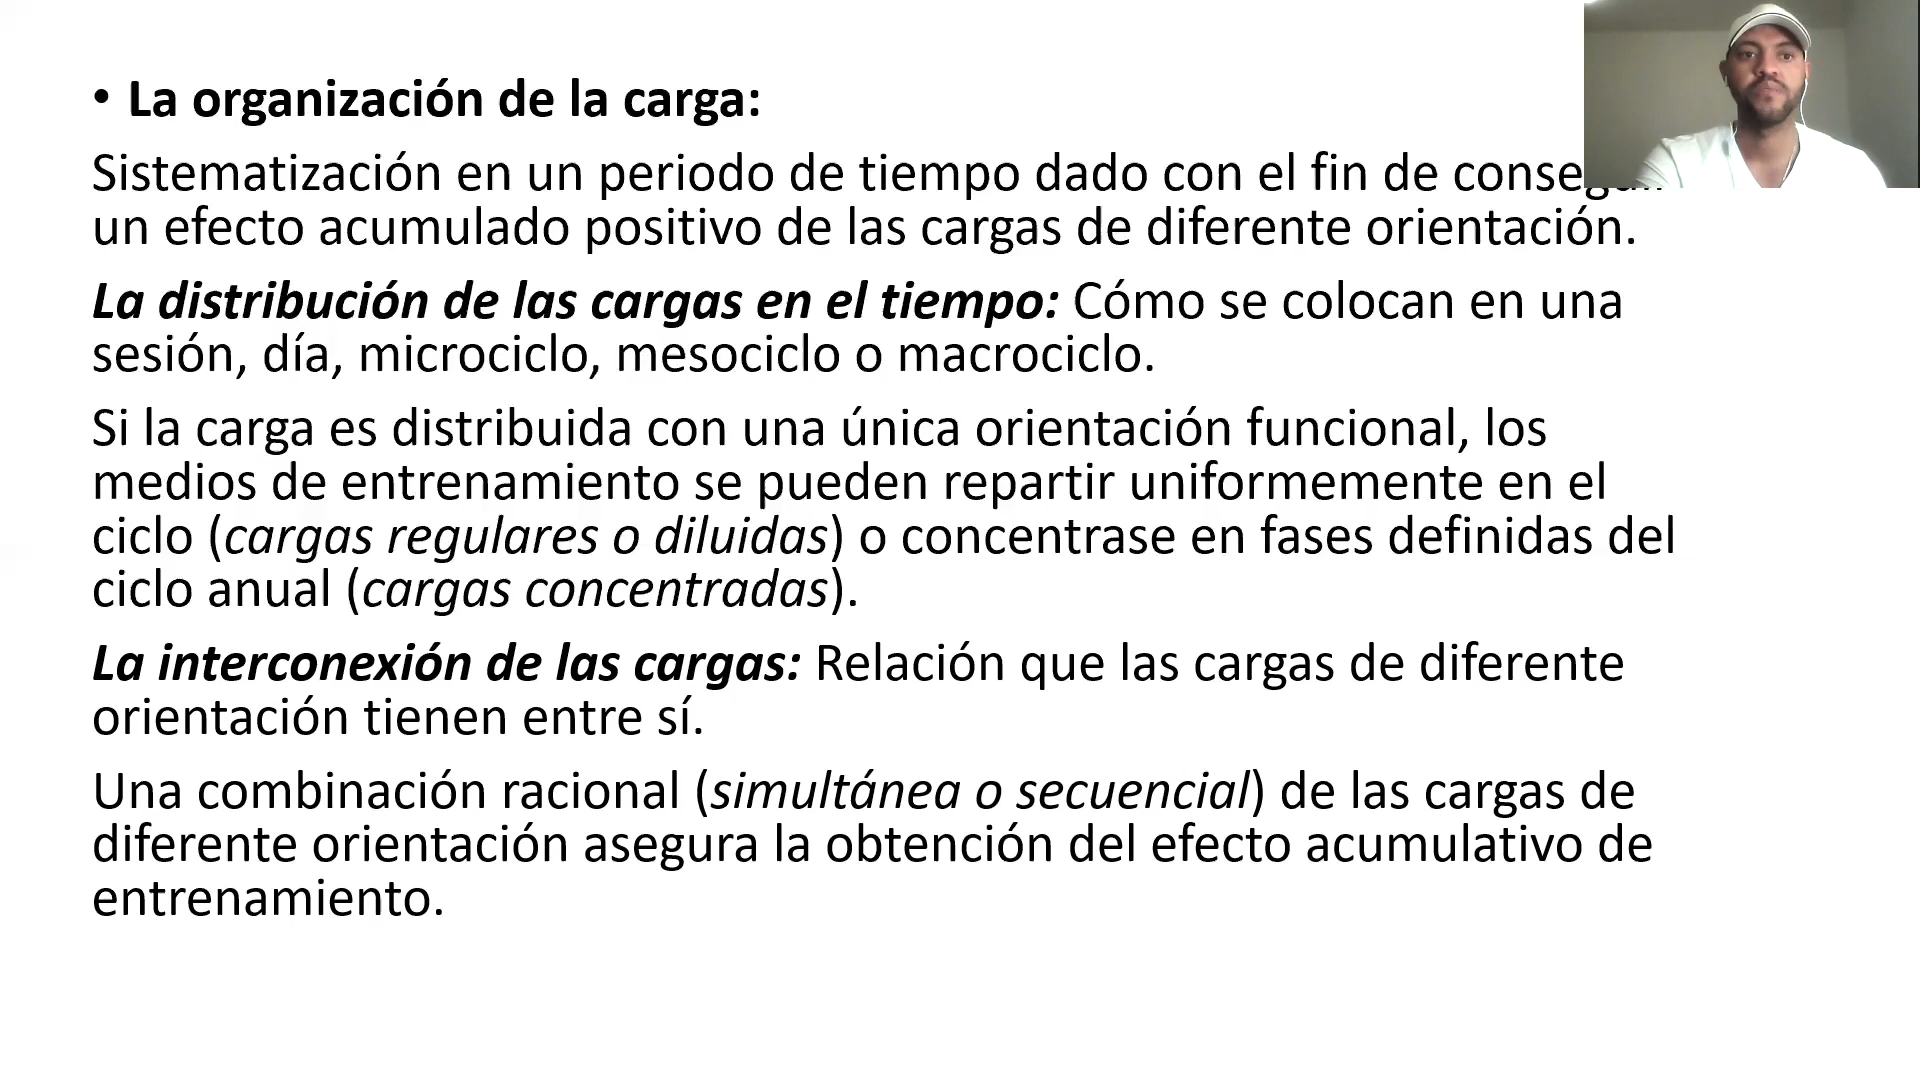 • La organización de la carga:
Sistematización en un periodo de tiempo dado con el fin de
un efecto acumulado positivo de las cargas de diferente orientación.
La distribución de las cargas en el tiempo: Cómo se colocan en una
sesión, día, microciclo, mesociclo o macrociclo.
Si la carga es distribuida con una única orientación funcional, los
medios de entrenamiento se pueden repartir uniformemente en el
ciclo (cargas regulares o diluidas) o concentrase en fases definidas del
ciclo anual (cargas concentradas).
La interconexión de las cargas: Relación que las cargas de diferente
orientación tienen entre sí.
Una combinación racional (simultánea o secuencial) de las cargas de
diferente orientación asegura la obtención del efecto acumulativo de
entrenamiento.